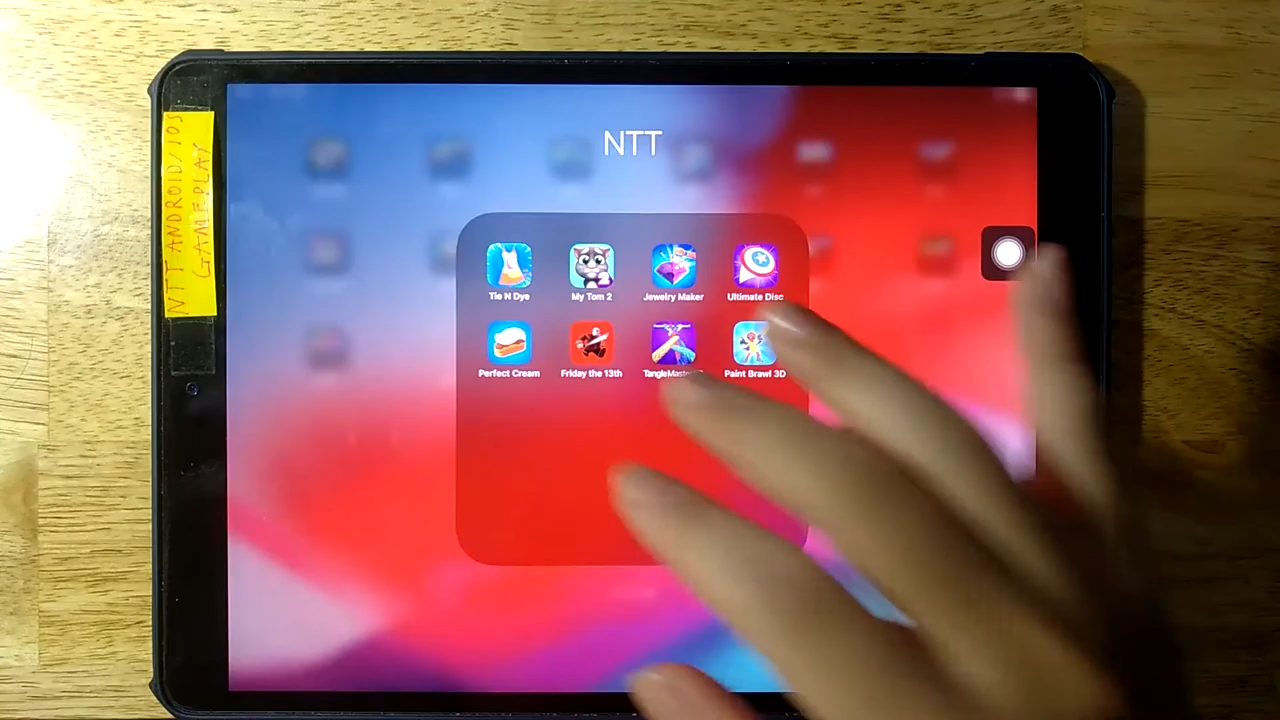 NTT ANDROID/IOS
GAMEPLAY
NTT
Tie N Dye
My Tom 2
Jewelry Maker
Ultimate Disc
Perfect Cream
Friday the 13th
Paint Brawl 3D